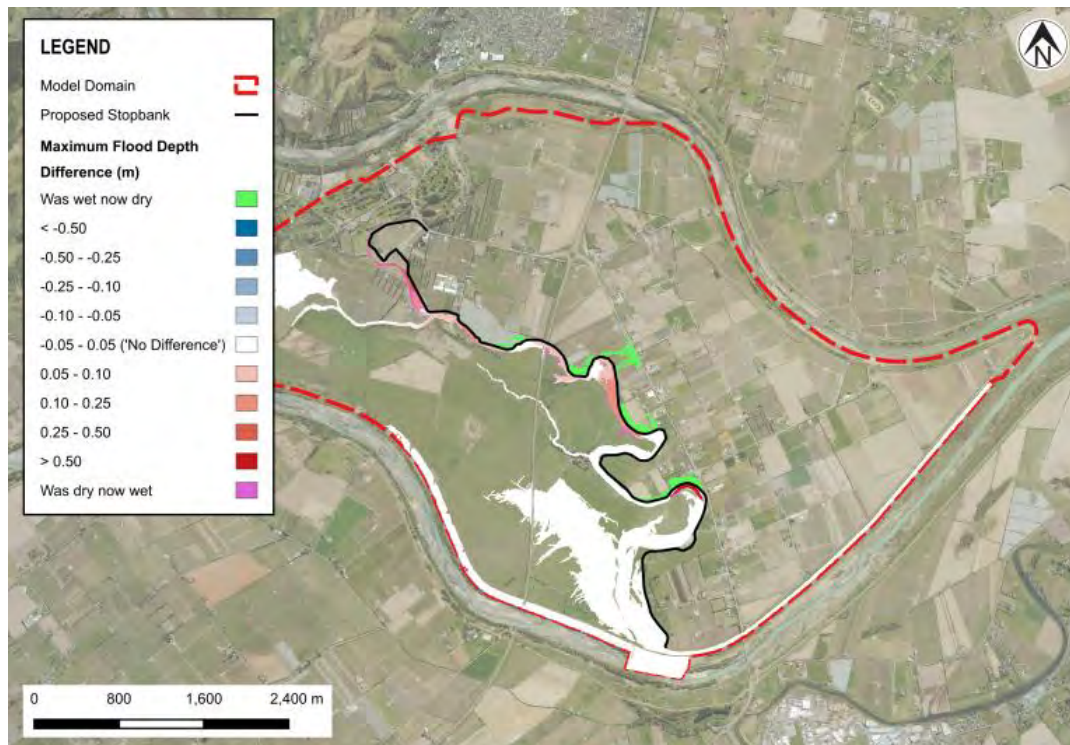 LEGEND
Model Domain
Proposed Stopbank
Maximum Flood Depth
Difference (m)
Was wet now dry
< -0.50
-0.50 - -0.25
-0.25 - -0.10
-0.10 - -0.05
-0.05 - 0.05 ('No Difference')
0.05 - 0.10
0.10 - 0.25
0.25 - 0.50
> 0.50
Was dry now wet
N
0 800 1,600 2,400 m